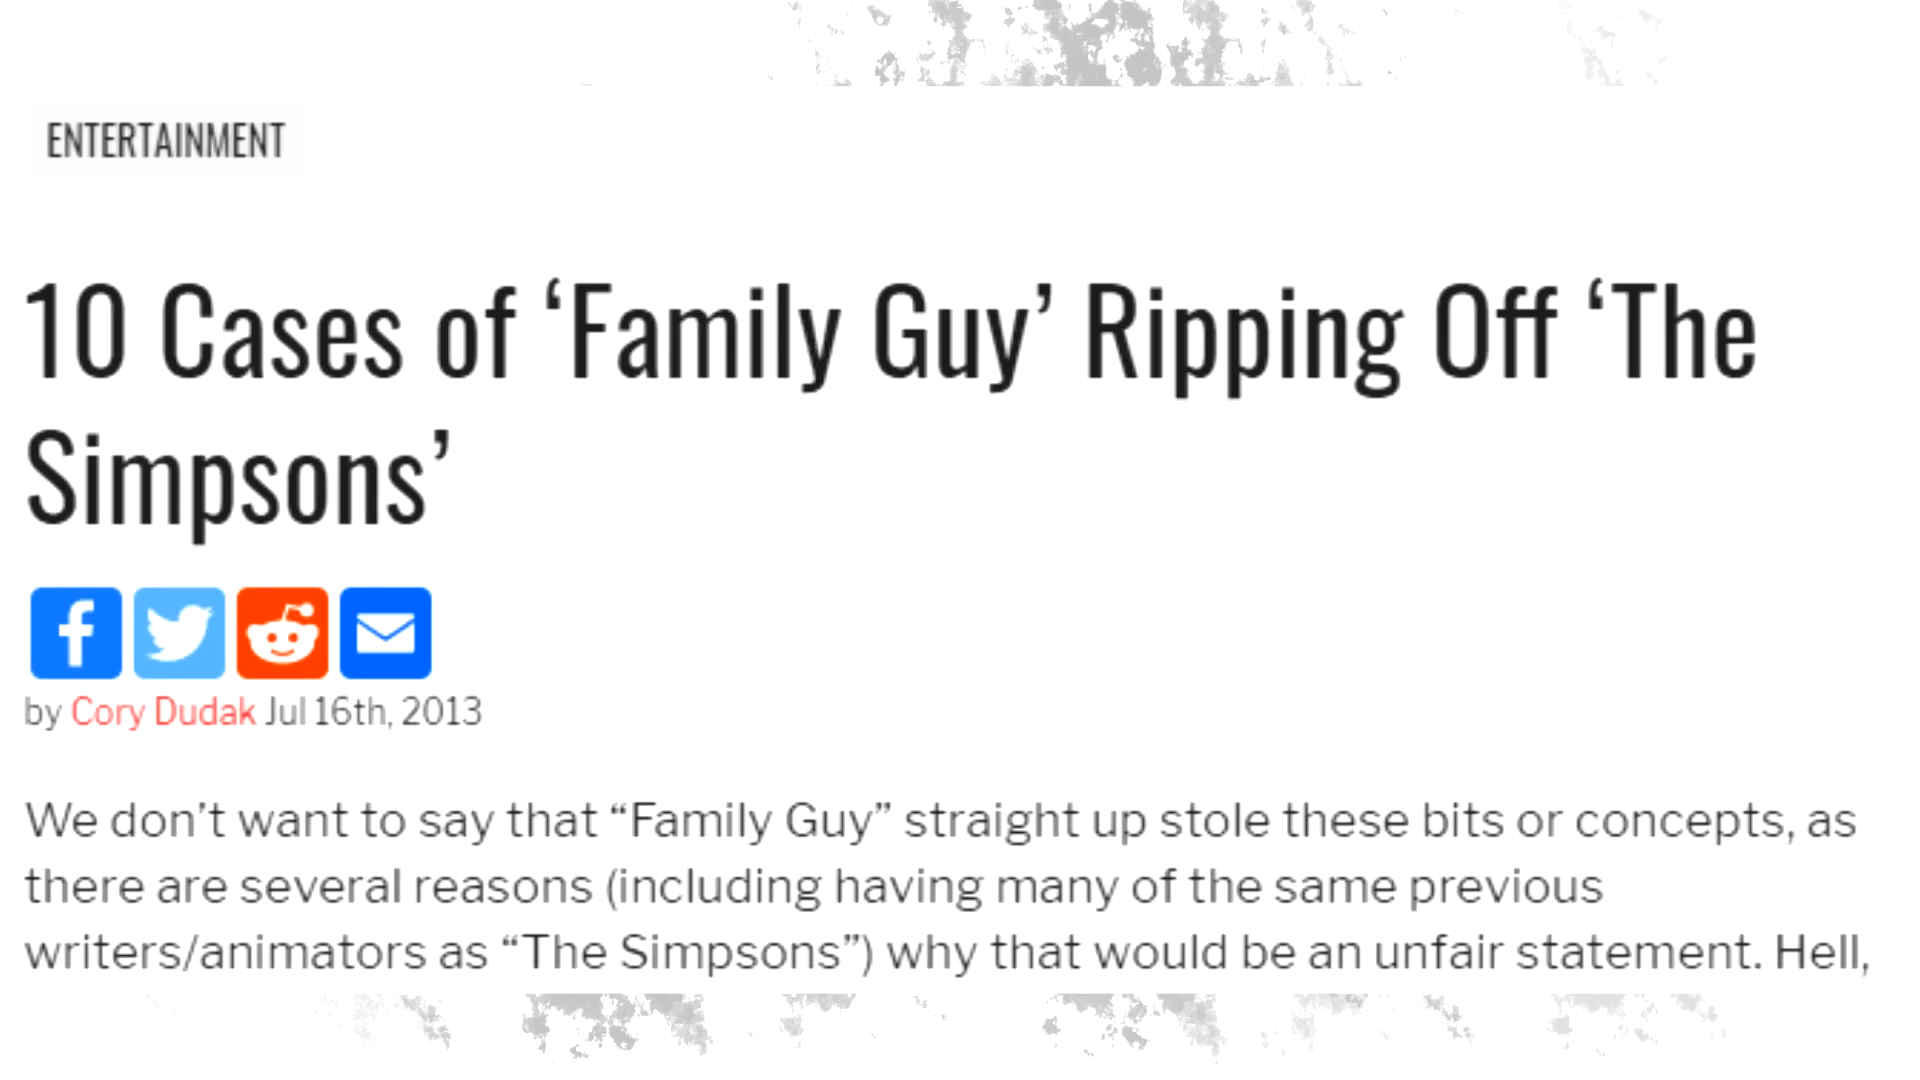 ENTERTAINMENT
10 Cases of ‘Family Guy’ Ripping Off ‘The
Simpsons’
by Cory Dudak Jul 16th, 2013
We don’t want to say that “Family Guy” straight up stole these bits or concepts, as
there are several reasons (including having many of the same previous
writers/animators as “The Simpsons”) why that would be an unfair statement. Hell,